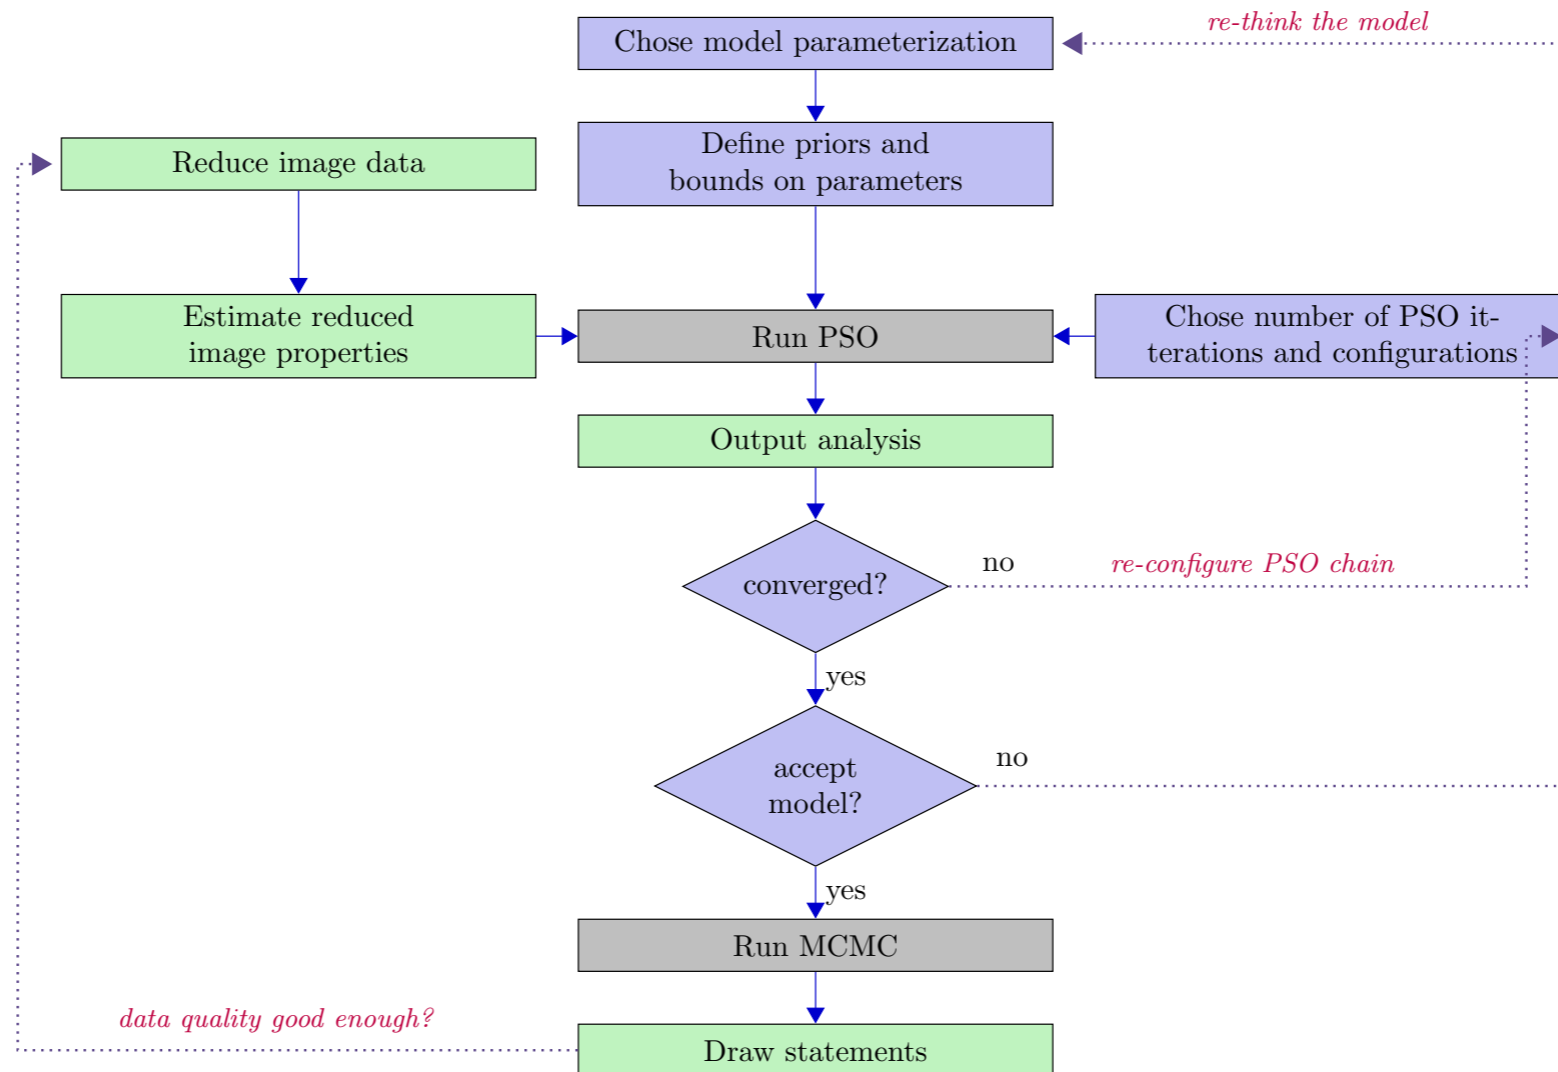 re-think the model
Chose model parameterization
Define priors and
bounds on parameters
Reduce image data
Estimate reduced
image properties
Run PSO
Chose number of PSO it-
terations and configurations
Output analysis
converged?
no
re-configure PSO chain
yes
accept
model?
no
yes
Run MCMC
data quality good enough?
Draw statements